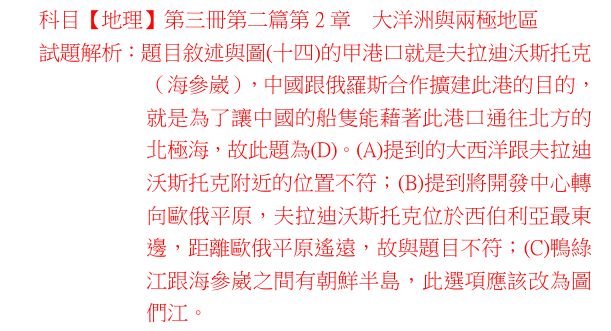 科目【地理】第三冊第二篇第 2 章　大洋洲與兩極地區
試題解析：題目敘述與圖(十四)的甲港口就是夫拉迪沃斯托克
（海參崴），中國跟俄羅斯合作擴建此港的目的，
就是為了讓中國的船隻能藉著此港口通往北方的
北極海，故此題為(D)。(A)提到的大西洋跟夫拉迪
沃斯托克附近的位置不符；(B)提到將開發中心轉
向歐俄平原，夫拉迪沃斯托克位於西伯利亞最東
邊，距離歐俄平原遙遠，故與題目不符；(C)鴨綠
江跟海參崴之間有朝鮮半島，此選項應該改為圖
們江。